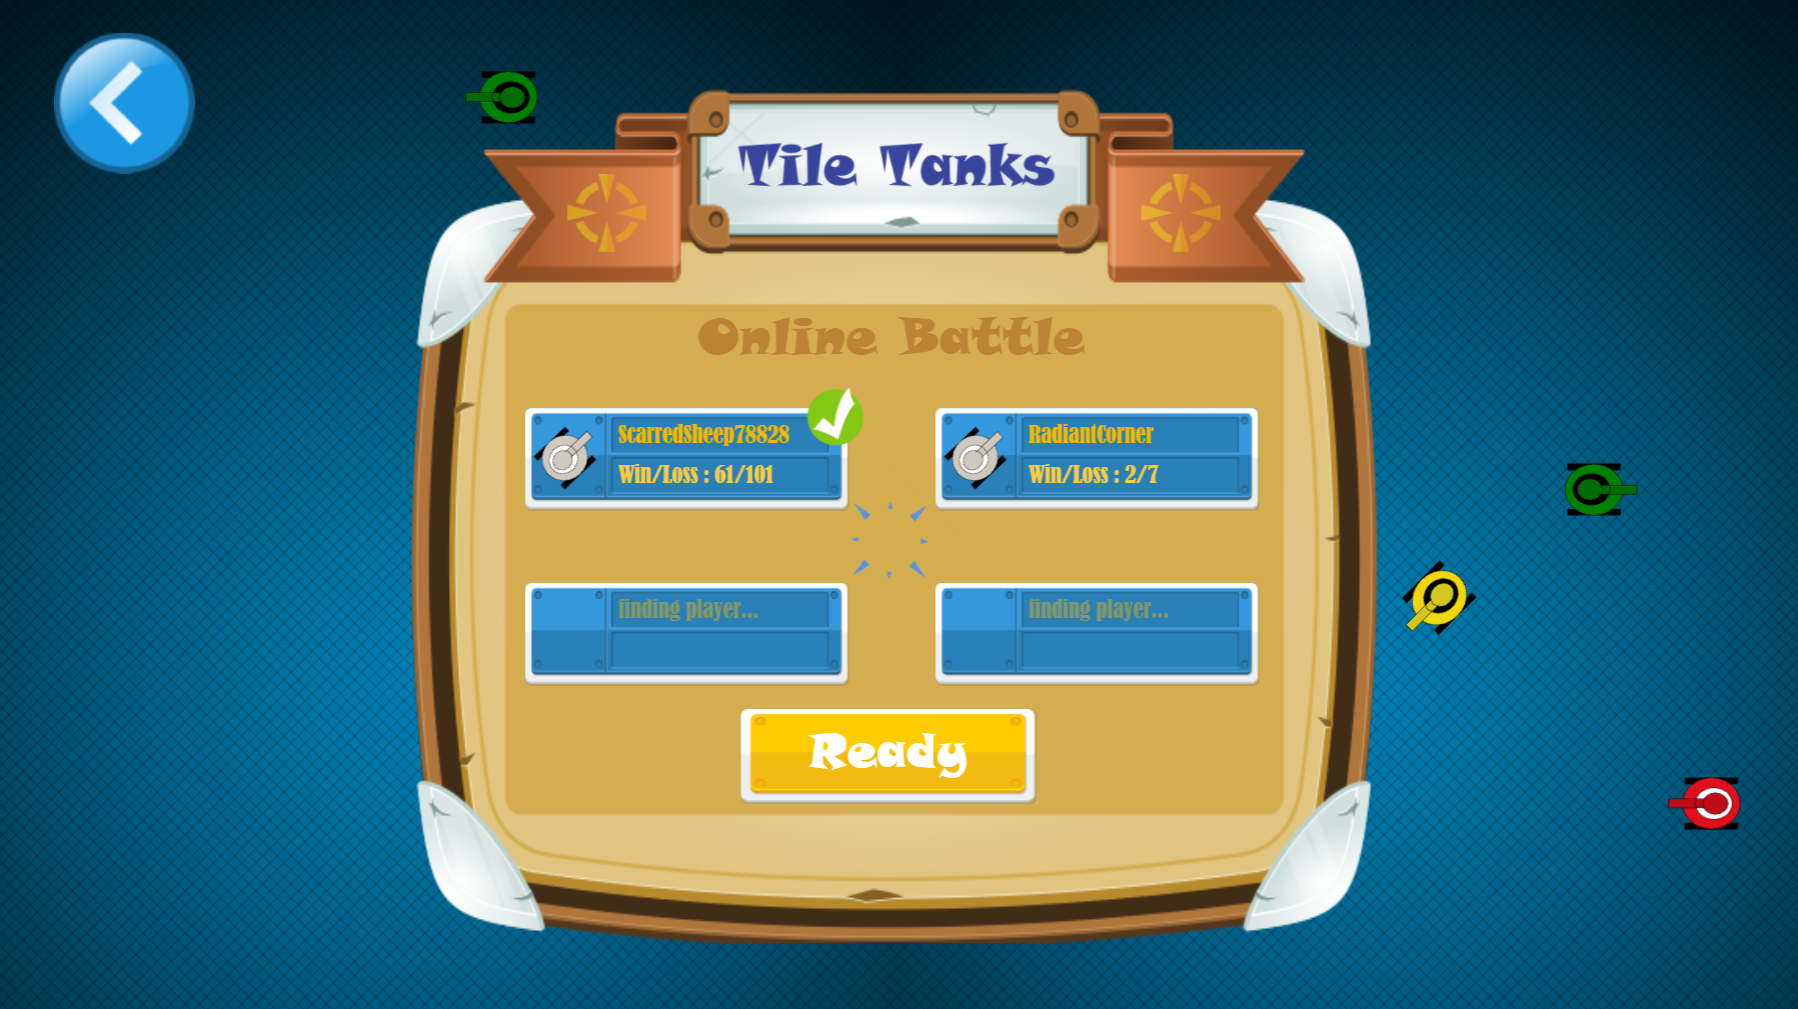 Tile Tanks
Online Battle
ScarredSheep78828
Win/Loss : 61/101
RadiantCorner
Win/Loss : 2/7
finding player...
finding player...
Ready